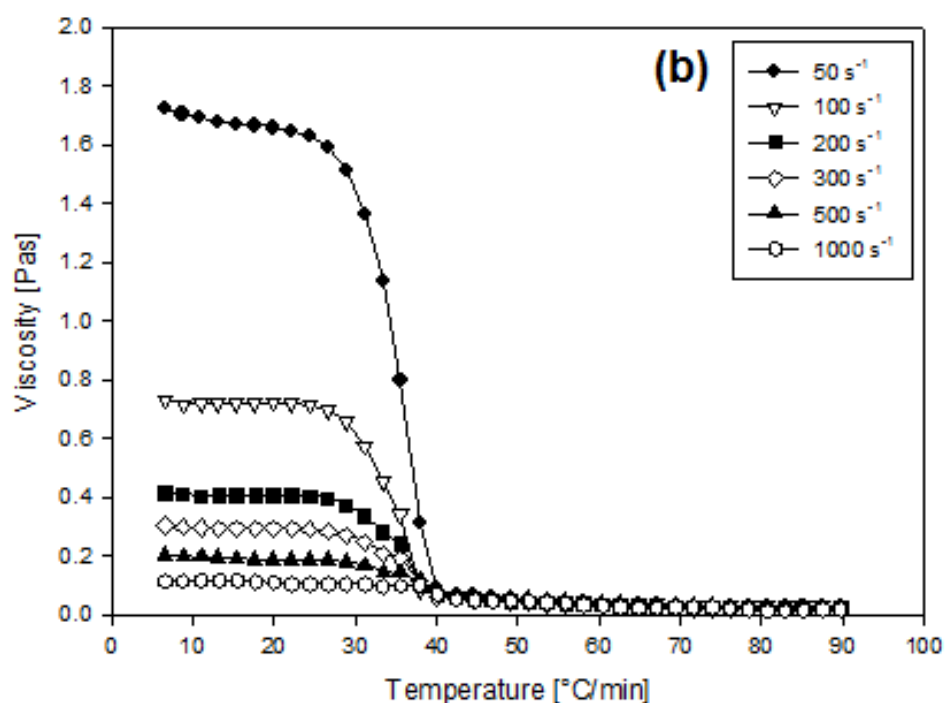 (b)
50 s⁻¹
100 s⁻¹
200 s⁻¹
300 s⁻¹
500 s⁻¹
1000 s⁻¹
Viscosity [Pas]
2.0
1.8
1.6
1.4
1.2
1.0
0.8
0.6
0.4
0.2
0.0
0 10 20 30 40 50 60 70 80 90 100
Temperature [°C/min]